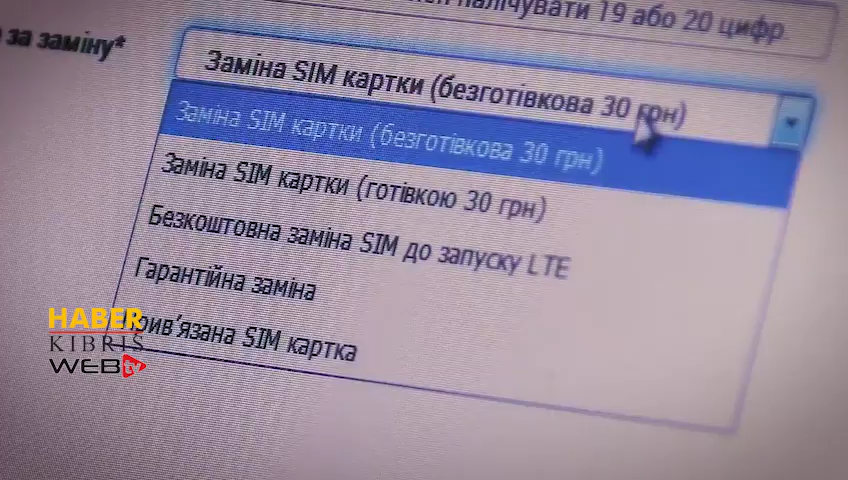 налічувати 19 або 20 цифр
за заміну*
Заміна SIM картки (безготівкова 30 грн)
Заміна SIM картки (безготівкова 30 грн)
Заміна SIM картки (готівкою 30 грн)
Безкоштовна заміна SIM до запуску LTE
Гарантійна заміна
SIM картка
HABER
KIBRIS
WEB tv